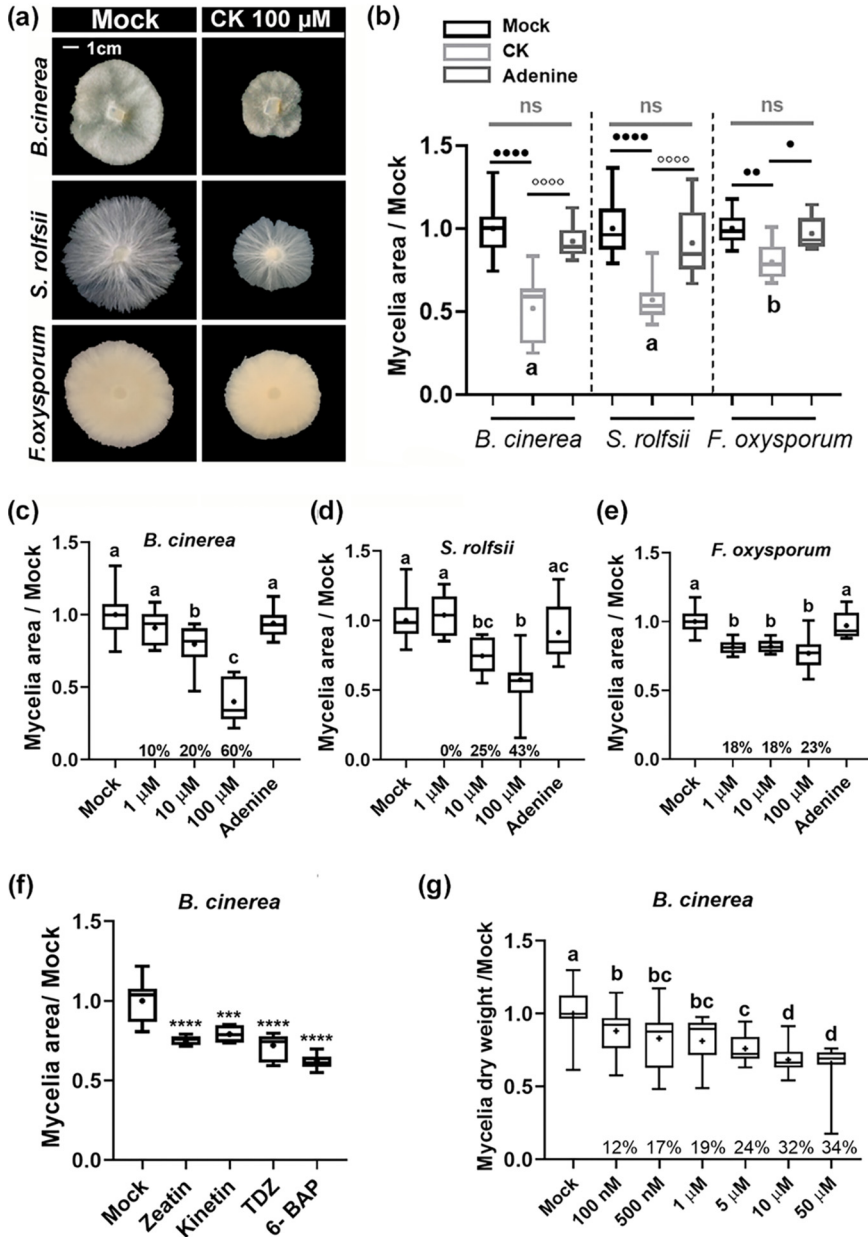 (a)
Mock
CK 100 µM
1cm
B.cinerea
S. rolfsii
F.oxysporum
(b)
Mock
CK
Adenine
ns ns ns
•••• •••• •
°°°° °°°° ••
Mycelia area / Mock
1.5
1.0
0.5
0.0
a a b
B. cinerea S. rolfsii F. oxysporum
(c)
B. cinerea
Mycelia area / Mock
1.5
1.0
0.5
0.0
a a b c a
10% 20% 60%
Mock 1 µM 10 µM 100 µM Adenine
(d)
S. rolfsii
Mycelia area / Mock
1.5
1.0
0.5
0.0
a a bc b ac
0% 25% 43%
Mock 1 µM 10 µM 100 µM Adenine
(e)
F. oxysporum
Mycelia area / Mock
1.5
1.0
0.5
0.0
a b b b a
18% 18% 23%
Mock 1 µM 10 µM 100 µM Adenine
(f)
B. cinerea
Mycelia area/ Mock
1.5
1.0
0.5
0.0
**** *** **** ****
Mock Zeatin Kinetin TDZ 6- BAP
(g)
B. cinerea
Mycelia dry weight /Mock
1.5
1.0
0.5
0.0
a b bc bc c d d
12% 17% 19% 24% 32% 34%
Mock 100 nM 500 nM 1 µM 5 µM 10 µM 50 µM